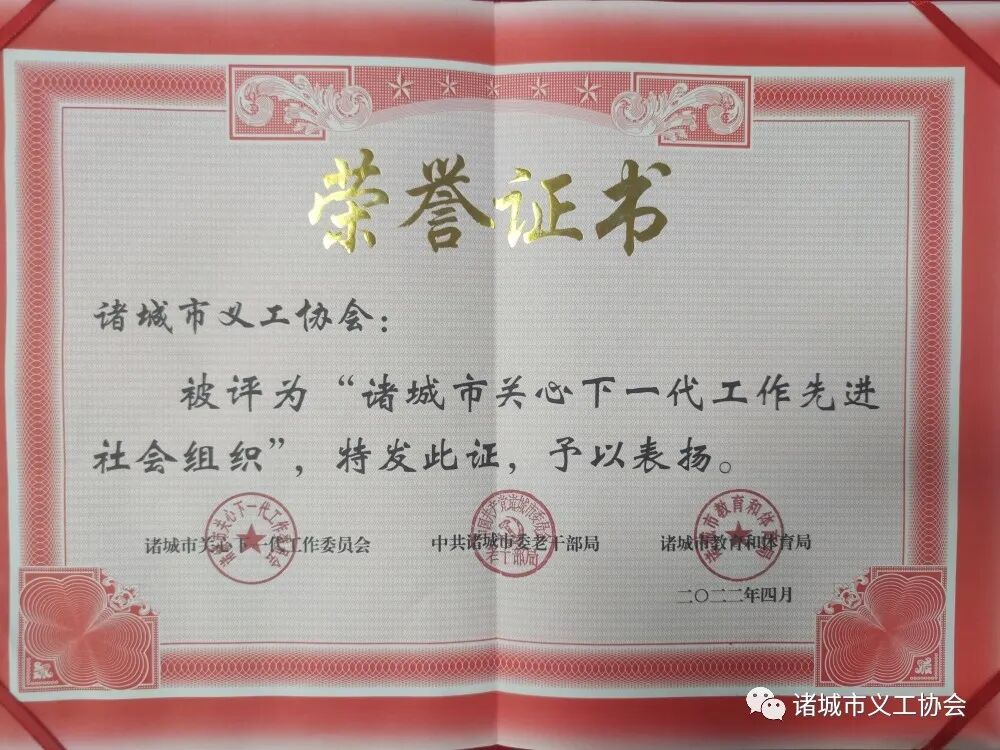 荣誉证书
诸城市义工协会：
被评为“诸城市关心下一代工作先进
社会组织”，特发此证，予以表扬。
诸城市关心下一代工作委员会 中共诸城市委老干部局 诸城市教育和体育局
二〇二二年四月
诸城市义工协会